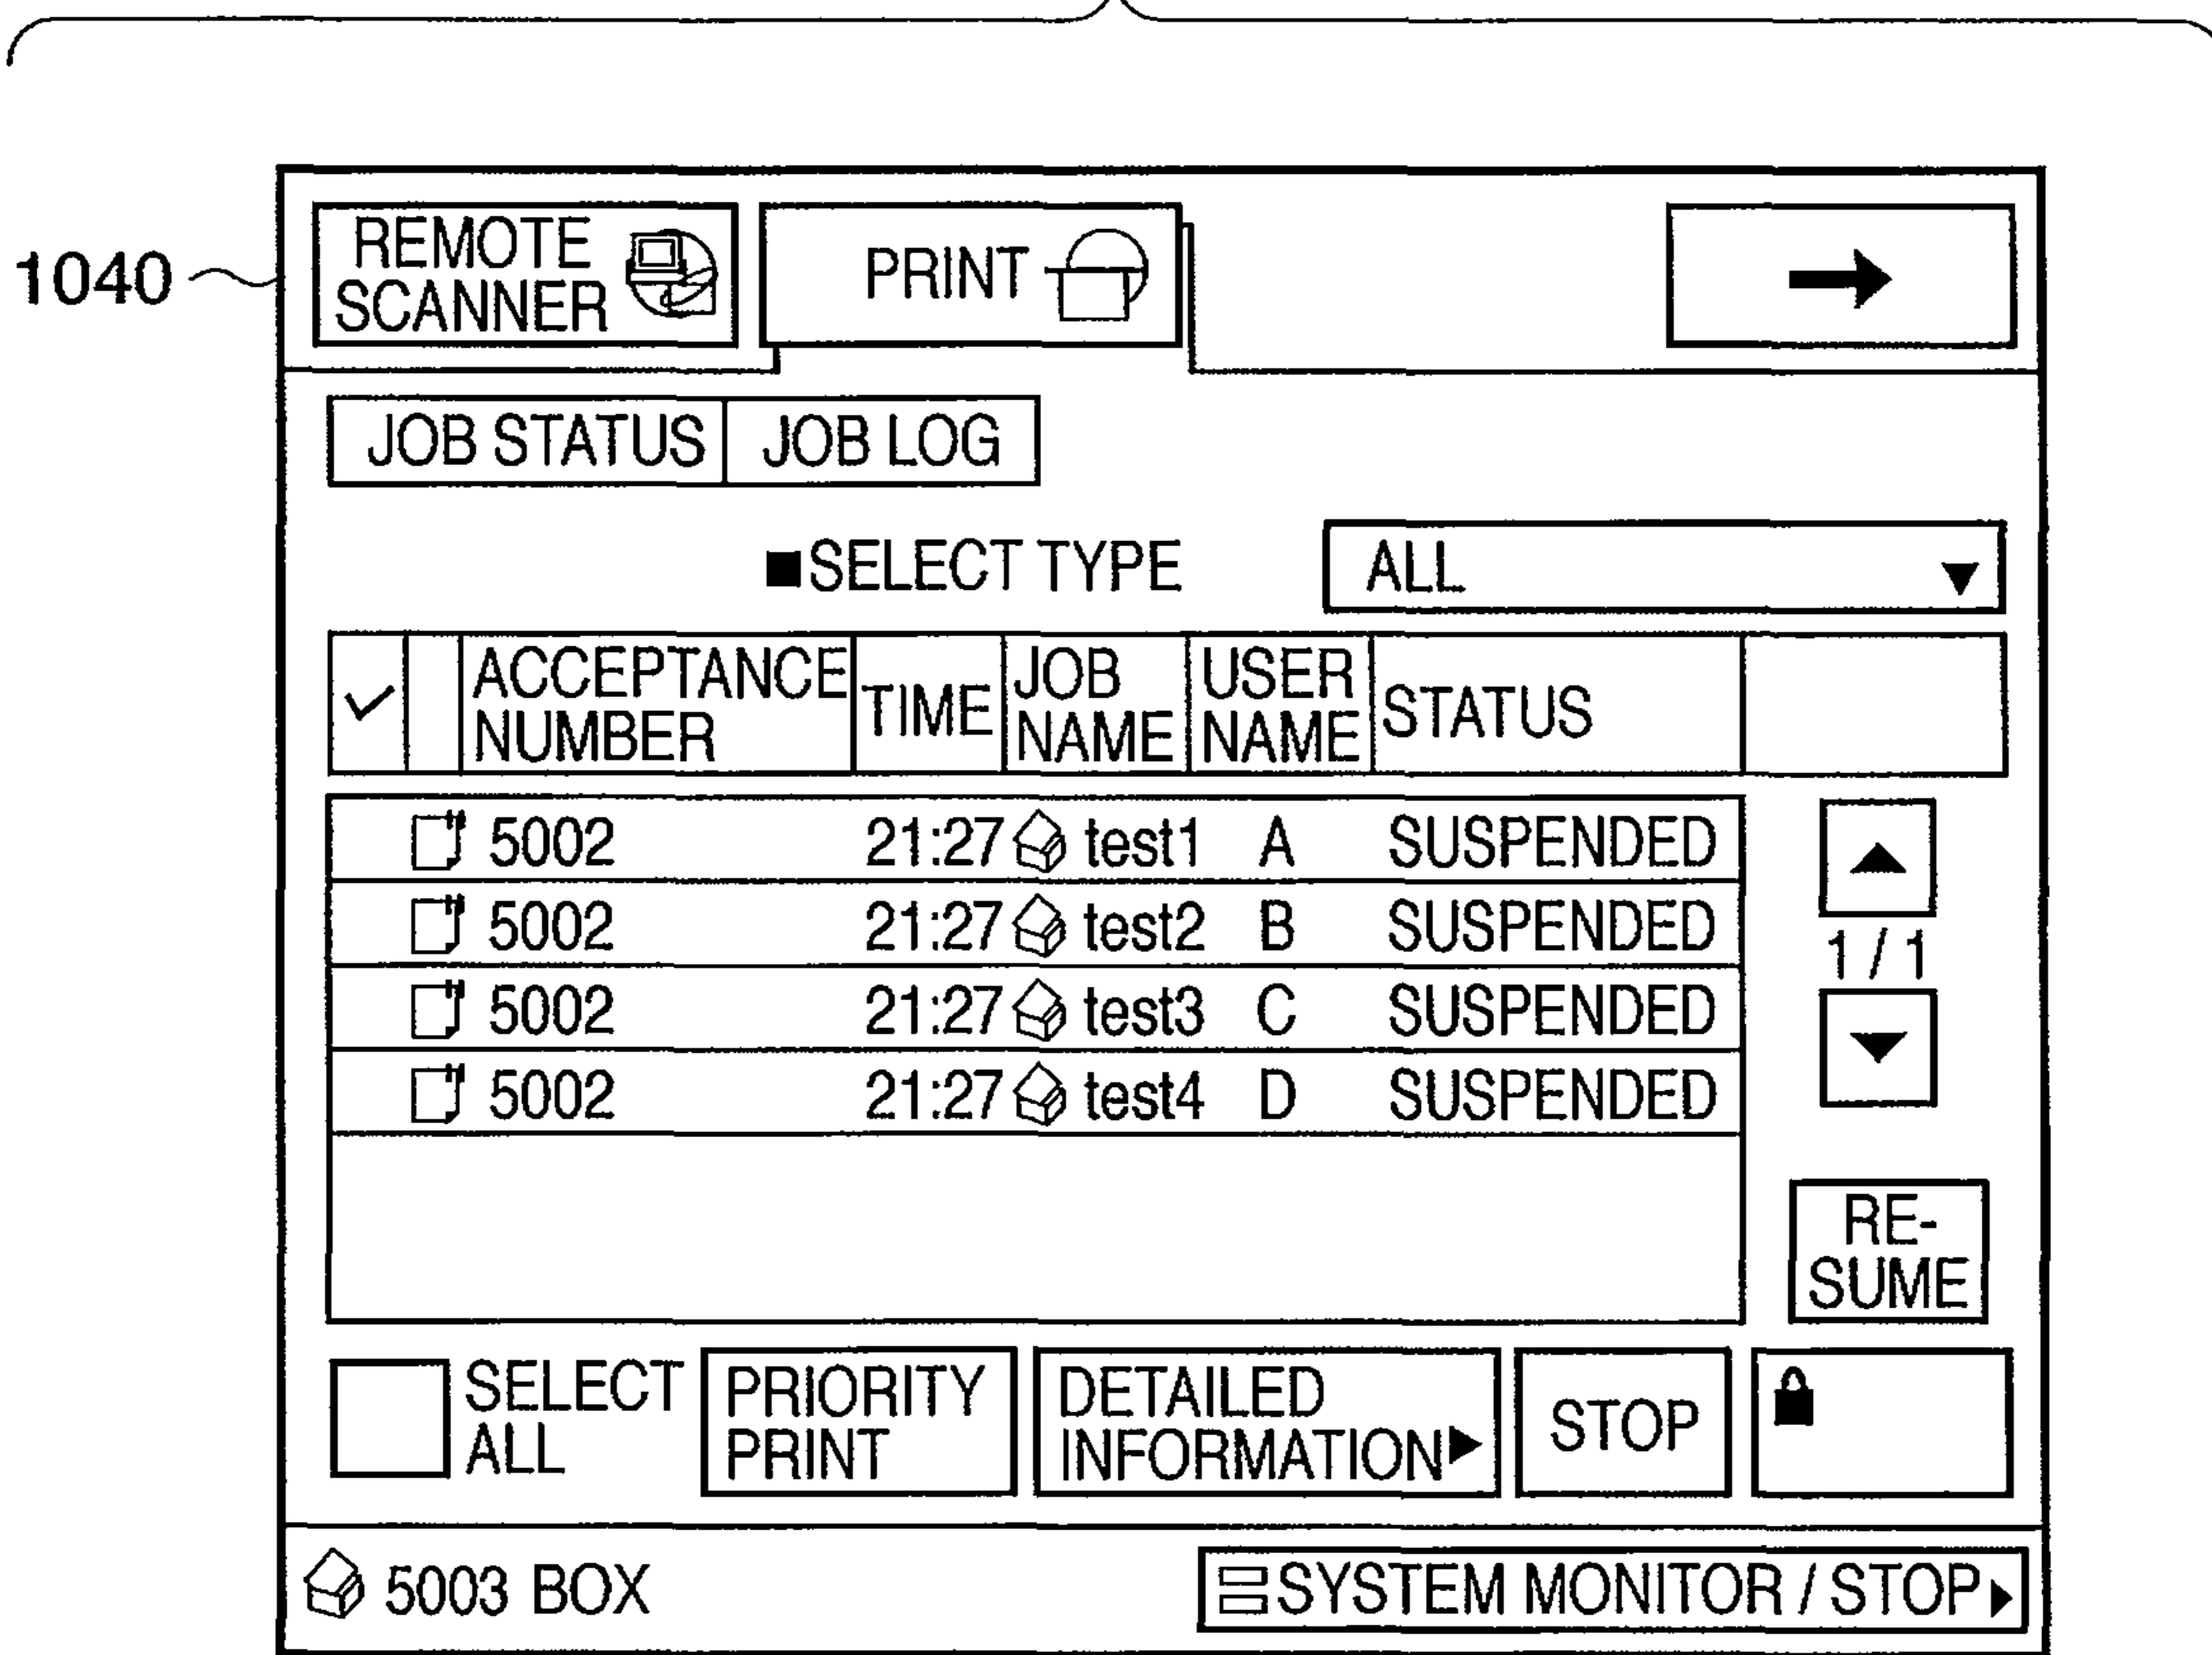 1040
REMOTE
SCANNER
PRINT
JOB STATUS JOB LOG
■SELECT TYPE ALL ▼
✓ ACCEPTANCE NUMBER TIME JOB NAME USER NAME STATUS
5002 21:27 test1 A SUSPENDED
5002 21:27 test2 B SUSPENDED
5002 21:27 test3 C SUSPENDED
5002 21:27 test4 D SUSPENDED
1/1
RE-
SUME
SELECT
ALL
PRIORITY
PRINT
DETAILED
INFORMATION
STOP
5003 BOX
SYSTEM MONITOR / STOP